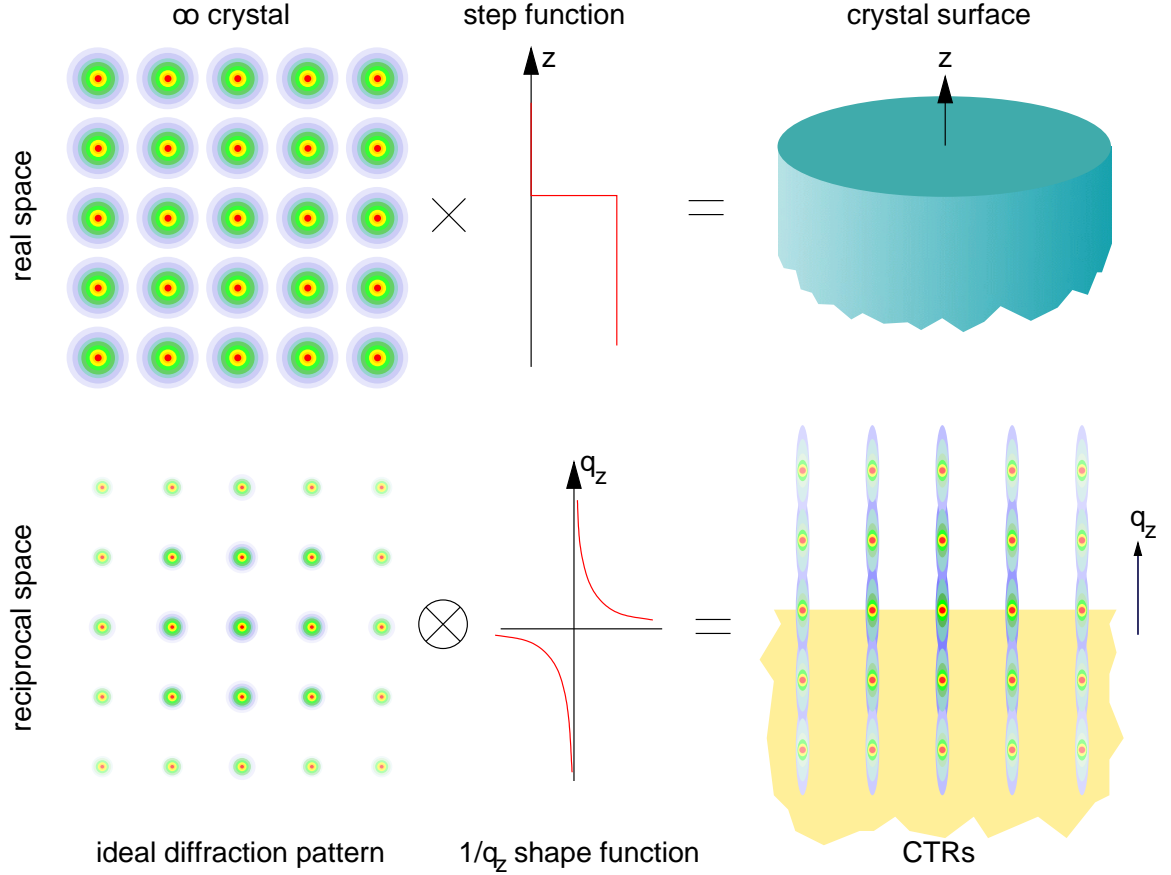 ∞ crystal
step function
crystal surface
z
z
real space
q_z
q_z
reciprocal space
ideal diffraction pattern
1/q_z shape function
CTRs